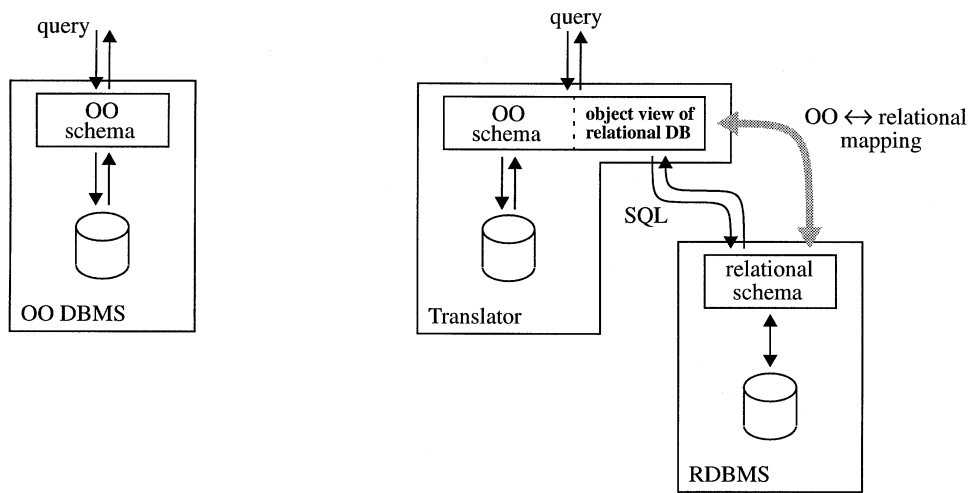 query
OO
schema
OO DBMS
query
OO
schema
object view of
relational DB
OO ↔ relational
mapping
SQL
Translator
relational
schema
RDBMS